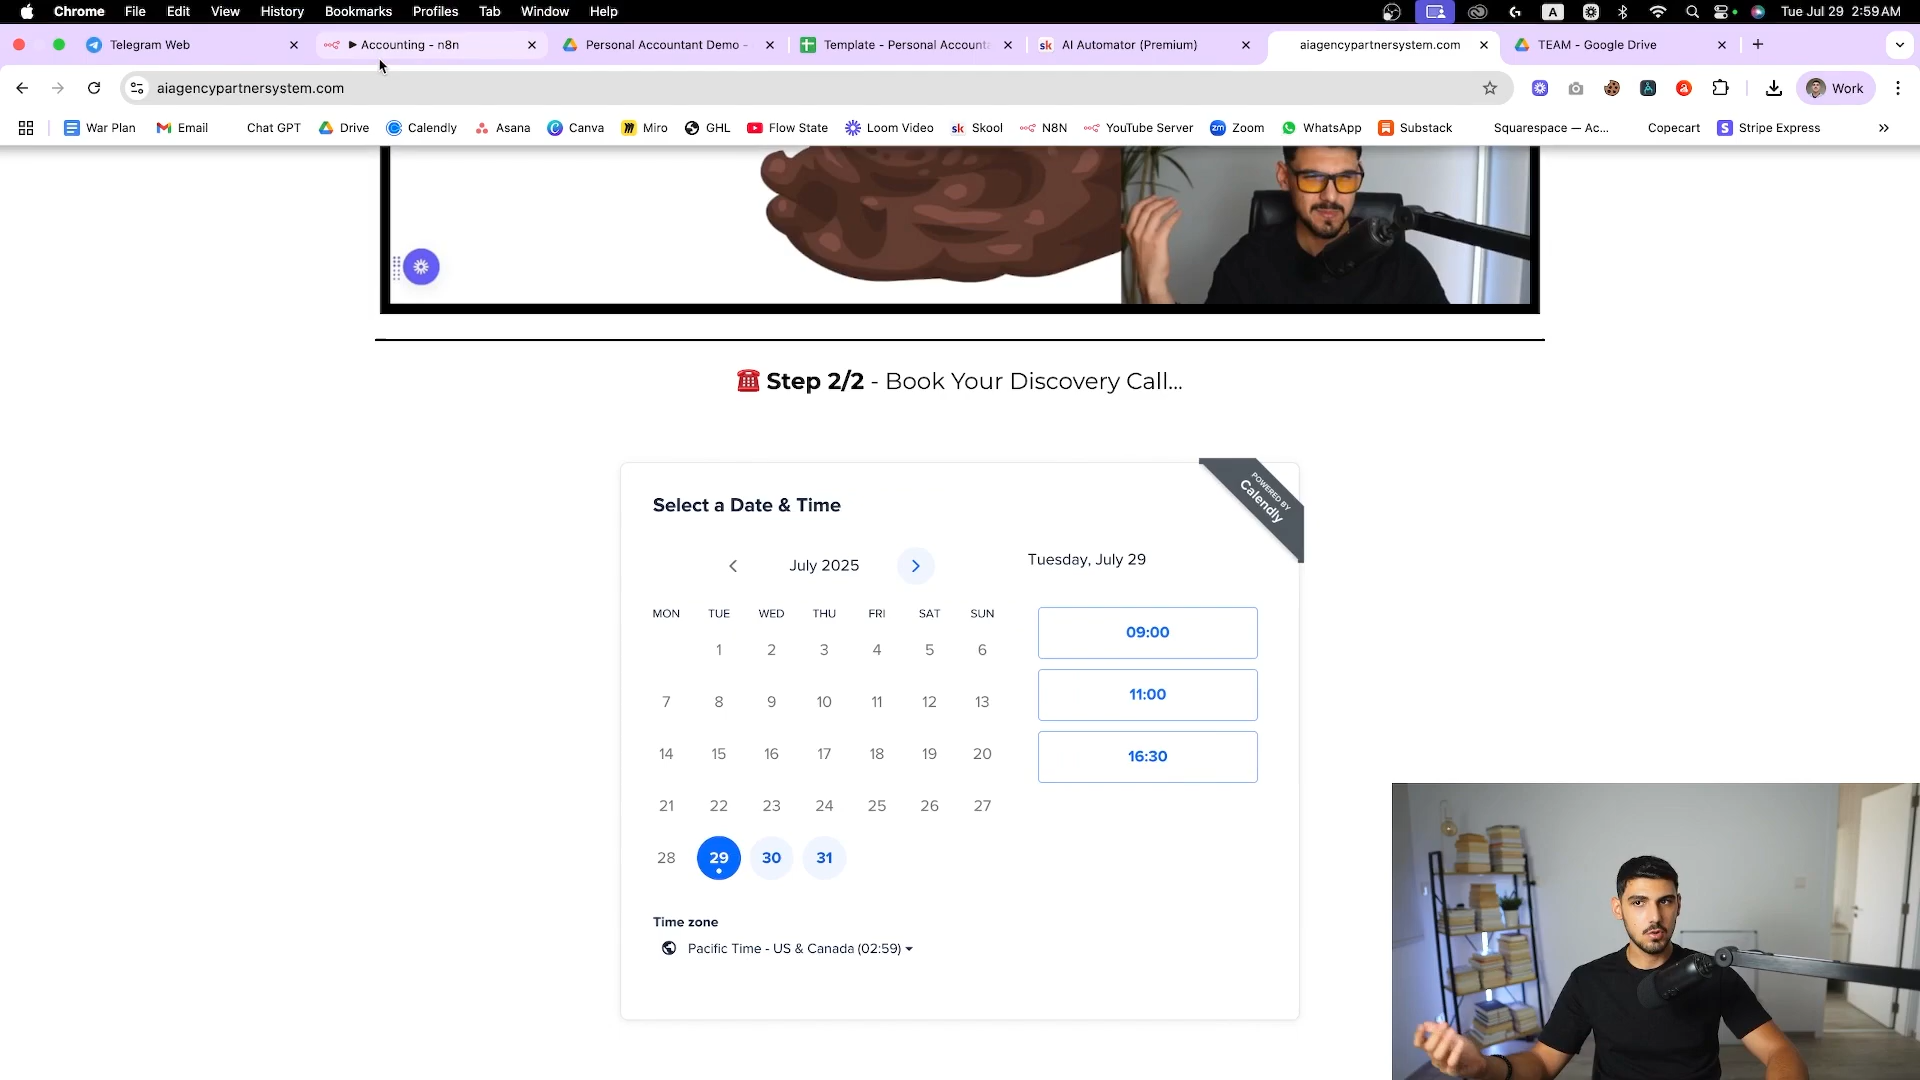 Chrome File Edit View History Bookmarks Profiles Tab Window Help A Tue Jul 29 2:59 AM
Telegram Web Accounting - n8n Personal Accountant Demo - Template - Personal Accounta sk AI Automator (Premium) aiagencypartnersystem.com TEAM - Google Drive
aiagencypartnersystem.com Work
War Plan Email Chat GPT Drive Calendly Asana Canva Miro GHL Flow State Loom Video sk Skool N8N YouTube Server zm Zoom WhatsApp Substack Squarespace — Ac... Copecart S Stripe Express »
Step 2/2 - Book Your Discovery Call...
POWERED BY
Calendly
Select a Date & Time
July 2025
Tuesday, July 29
MON TUE WED THU FRI SAT SUN
1 2 3 4 5 6
7 8 9 10 11 12 13
14 15 16 17 18 19 20
21 22 23 24 25 26 27
28 29 30 31
09:00
11:00
16:30
Time zone
Pacific Time - US & Canada (02:59)